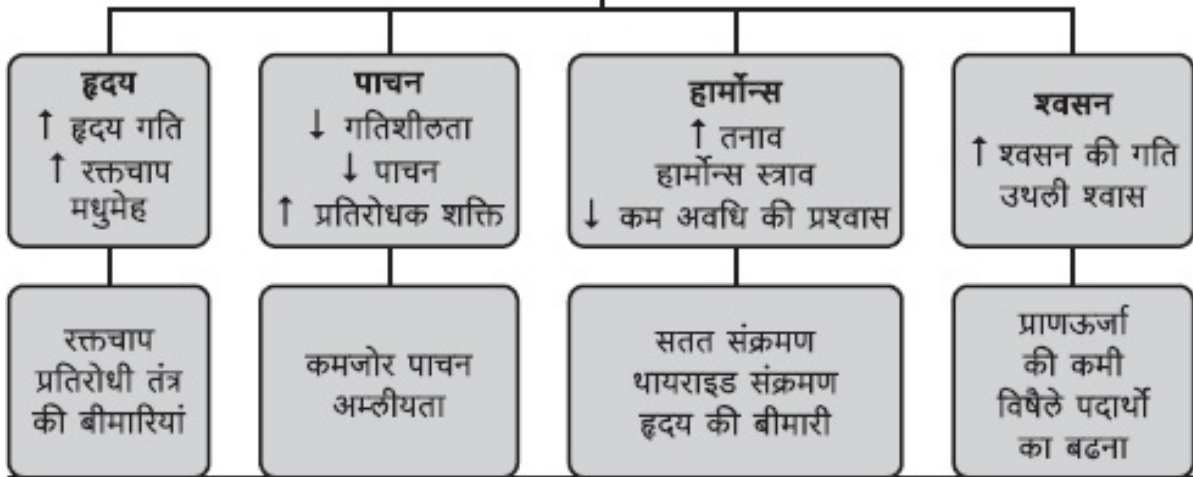 हृदय
↑ हृदय गति
↑ रक्तचाप
मधुमेह
पाचन
↓ गतिशीलता
↓ पाचन
↑ प्रतिरोधक शक्ति
हार्मोन्स
↑ तनाव
हार्मोन्स स्त्राव
↓ कम अवधि की प्रश्वास
श्वसन
↑ श्वसन की गति
उथली श्वास
रक्तचाप
प्रतिरोधी तंत्र
की बीमारियां
कमजोर पाचन
अम्लीयता
सतत संक्रमण
थायराइड संक्रमण
हृदय की बीमारी
प्राणऊर्जा
की कमी
विषैले पदार्थो
का बढना